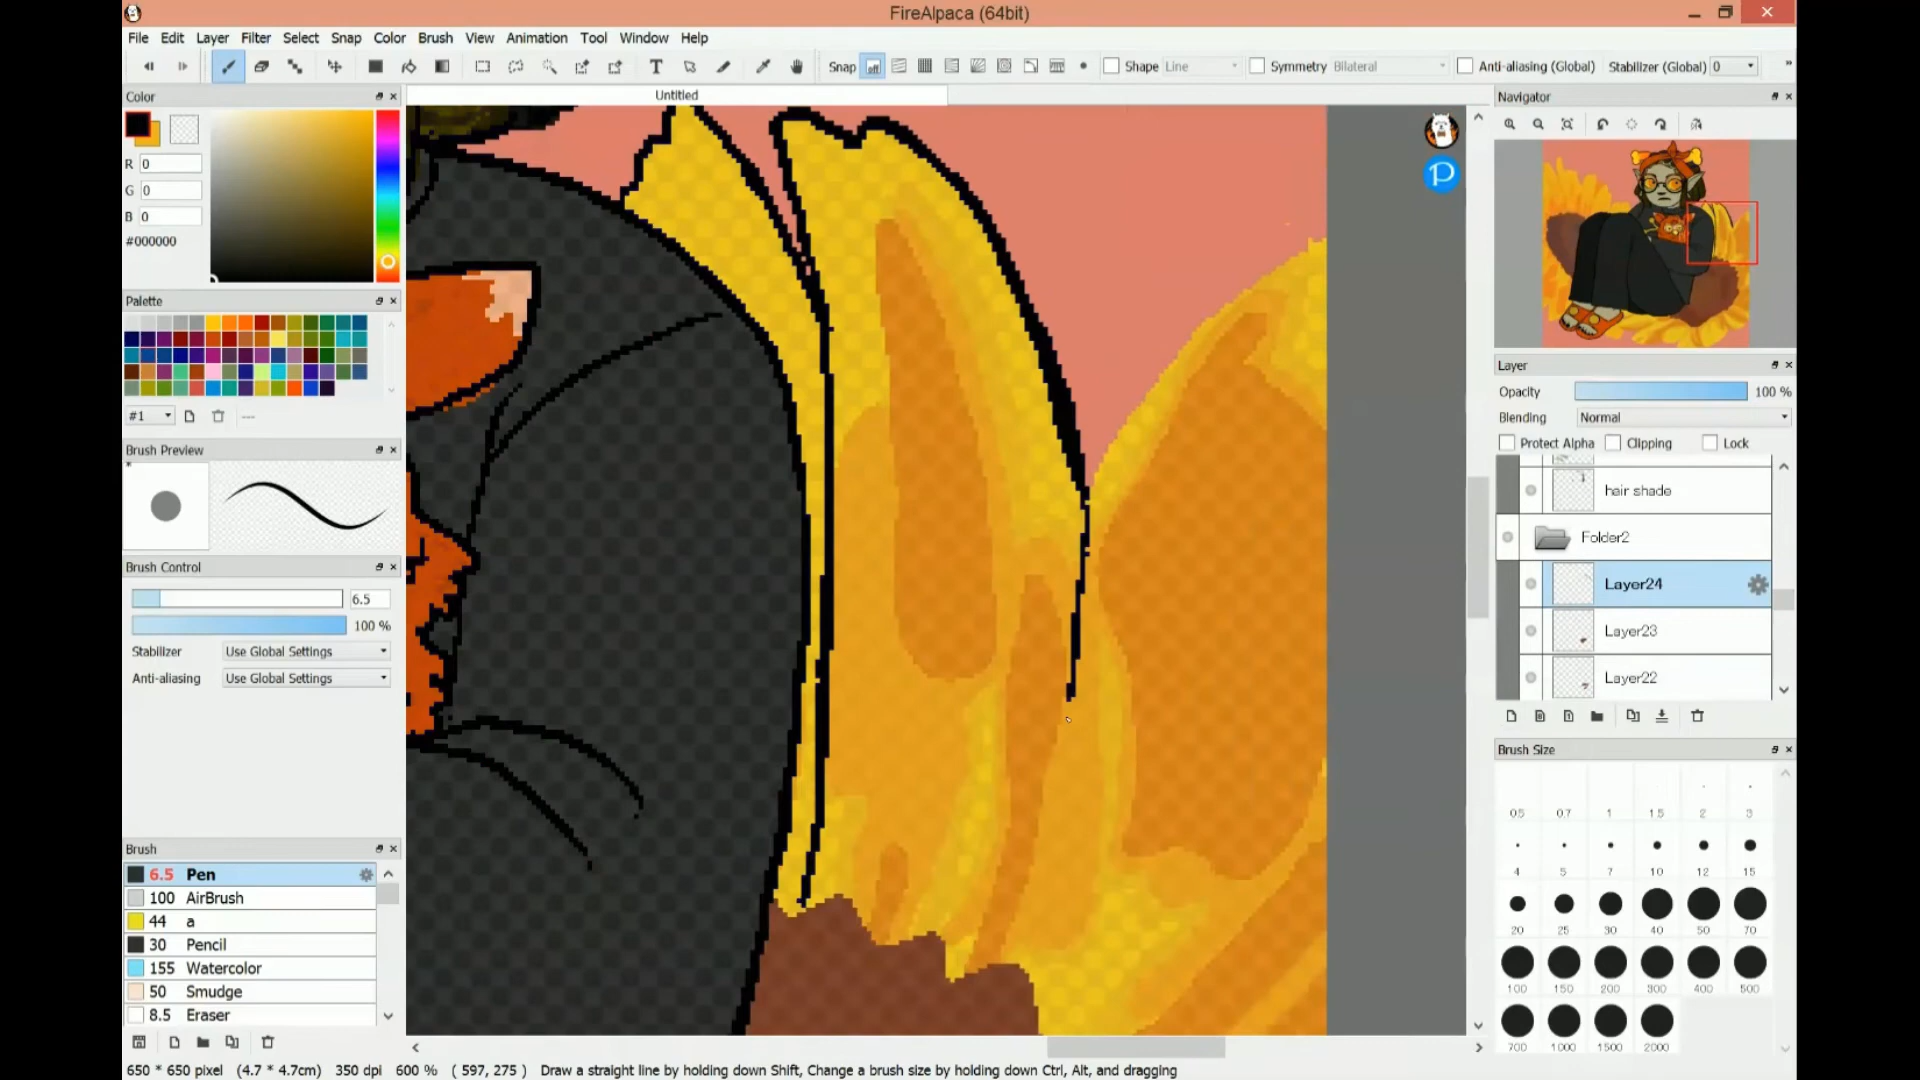 FireAlpaca (64bit)
File Edit Layer Filter Select Snap Color Brush View Animation Tool Window Help
Snap off Shape Line Symmetry Bilateral Anti-aliasing (Global) Stabilizer (Global) 0 »
Color
Untitled
Navigator
R 0
G 0
B 0
#000000
P
Palette
#1
Brush Preview
Layer
Opacity 100 %
Blending Normal
Protect Alpha Clipping Lock
hair shade
Folder2
Layer24
Layer23
Layer22
Brush Control
6.5
100 %
Stabilizer Use Global Settings
Anti-aliasing Use Global Settings
Brush Size
0.5 0.7 1 1.5 2 3
4 5 7 10 12 15
20 25 30 40 50 70
100 150 200 300 400 500
700 1000 1500 2000
Brush
6.5 Pen
100 AirBrush
44 a
30 Pencil
155 Watercolor
50 Smudge
8.5 Eraser
650 * 650 pixel (4.7 * 4.7cm) 350 dpi 600 % ( 597, 275 ) Draw a straight line by holding down Shift, Change a brush size by holding down Ctrl, Alt, and dragging